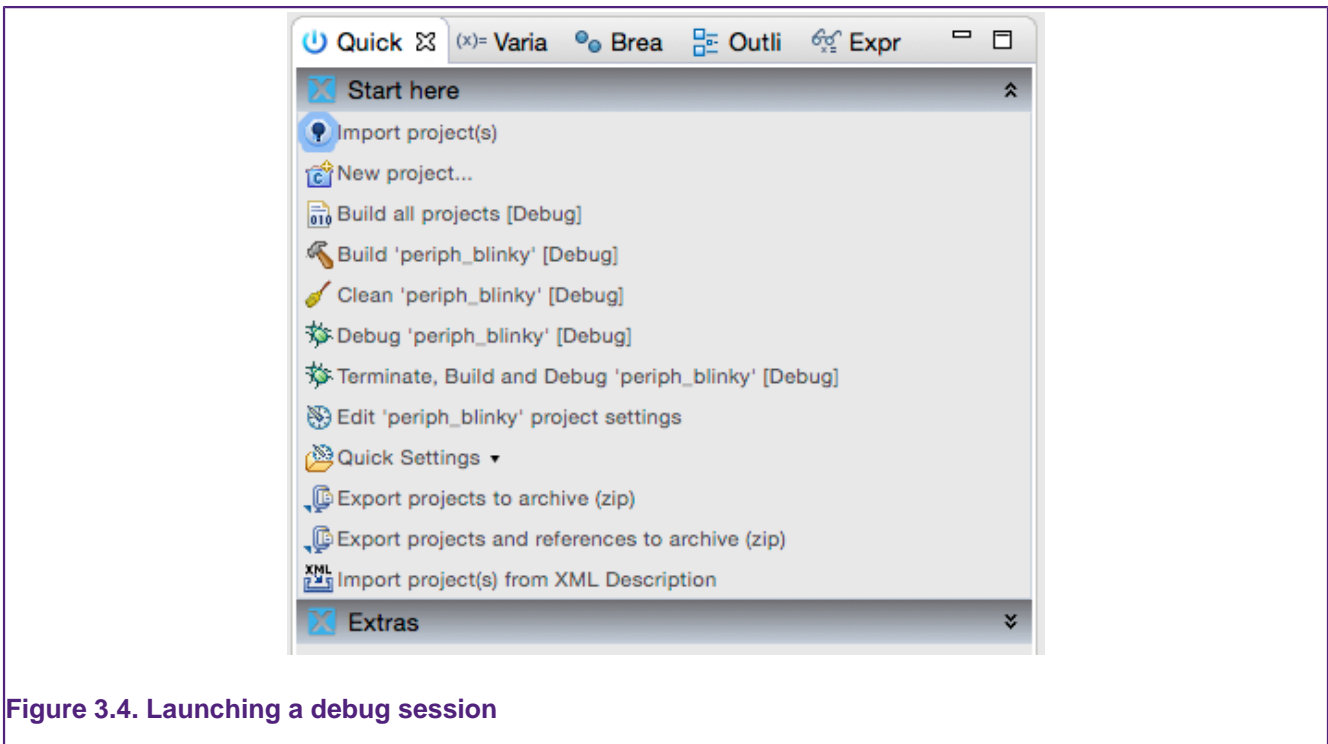 Quick (x)= Varia Brea Outli Expr
Start here
Import project(s)
New project...
Build all projects [Debug]
Build 'periph_blinky' [Debug]
Clean 'periph_blinky' [Debug]
Debug 'periph_blinky' [Debug]
Terminate, Build and Debug 'periph_blinky' [Debug]
Edit 'periph_blinky' project settings
Quick Settings
Export projects to archive (zip)
Export projects and references to archive (zip)
XML Import project(s) from XML Description
Extras
Figure 3.4. Launching a debug session